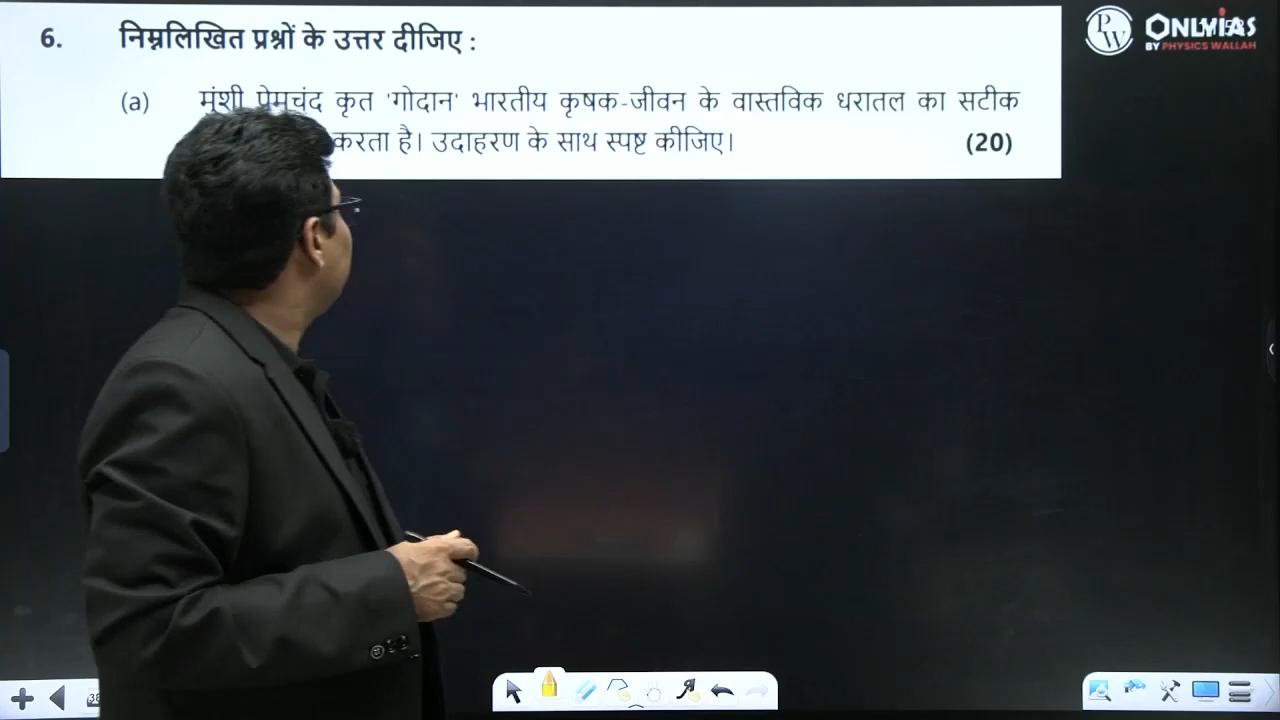 6. निम्नलिखित प्रश्नों के उत्तर दीजिए :
(a) मुंशी प्रेमचंद कृत 'गोदान' भारतीय कृषक-जीवन के वास्तविक धरातल का सटीक
करता है। उदाहरण के साथ स्पष्ट कीजिए। (20)
PW ONLYIAS
BY PHYSICS WALLAH